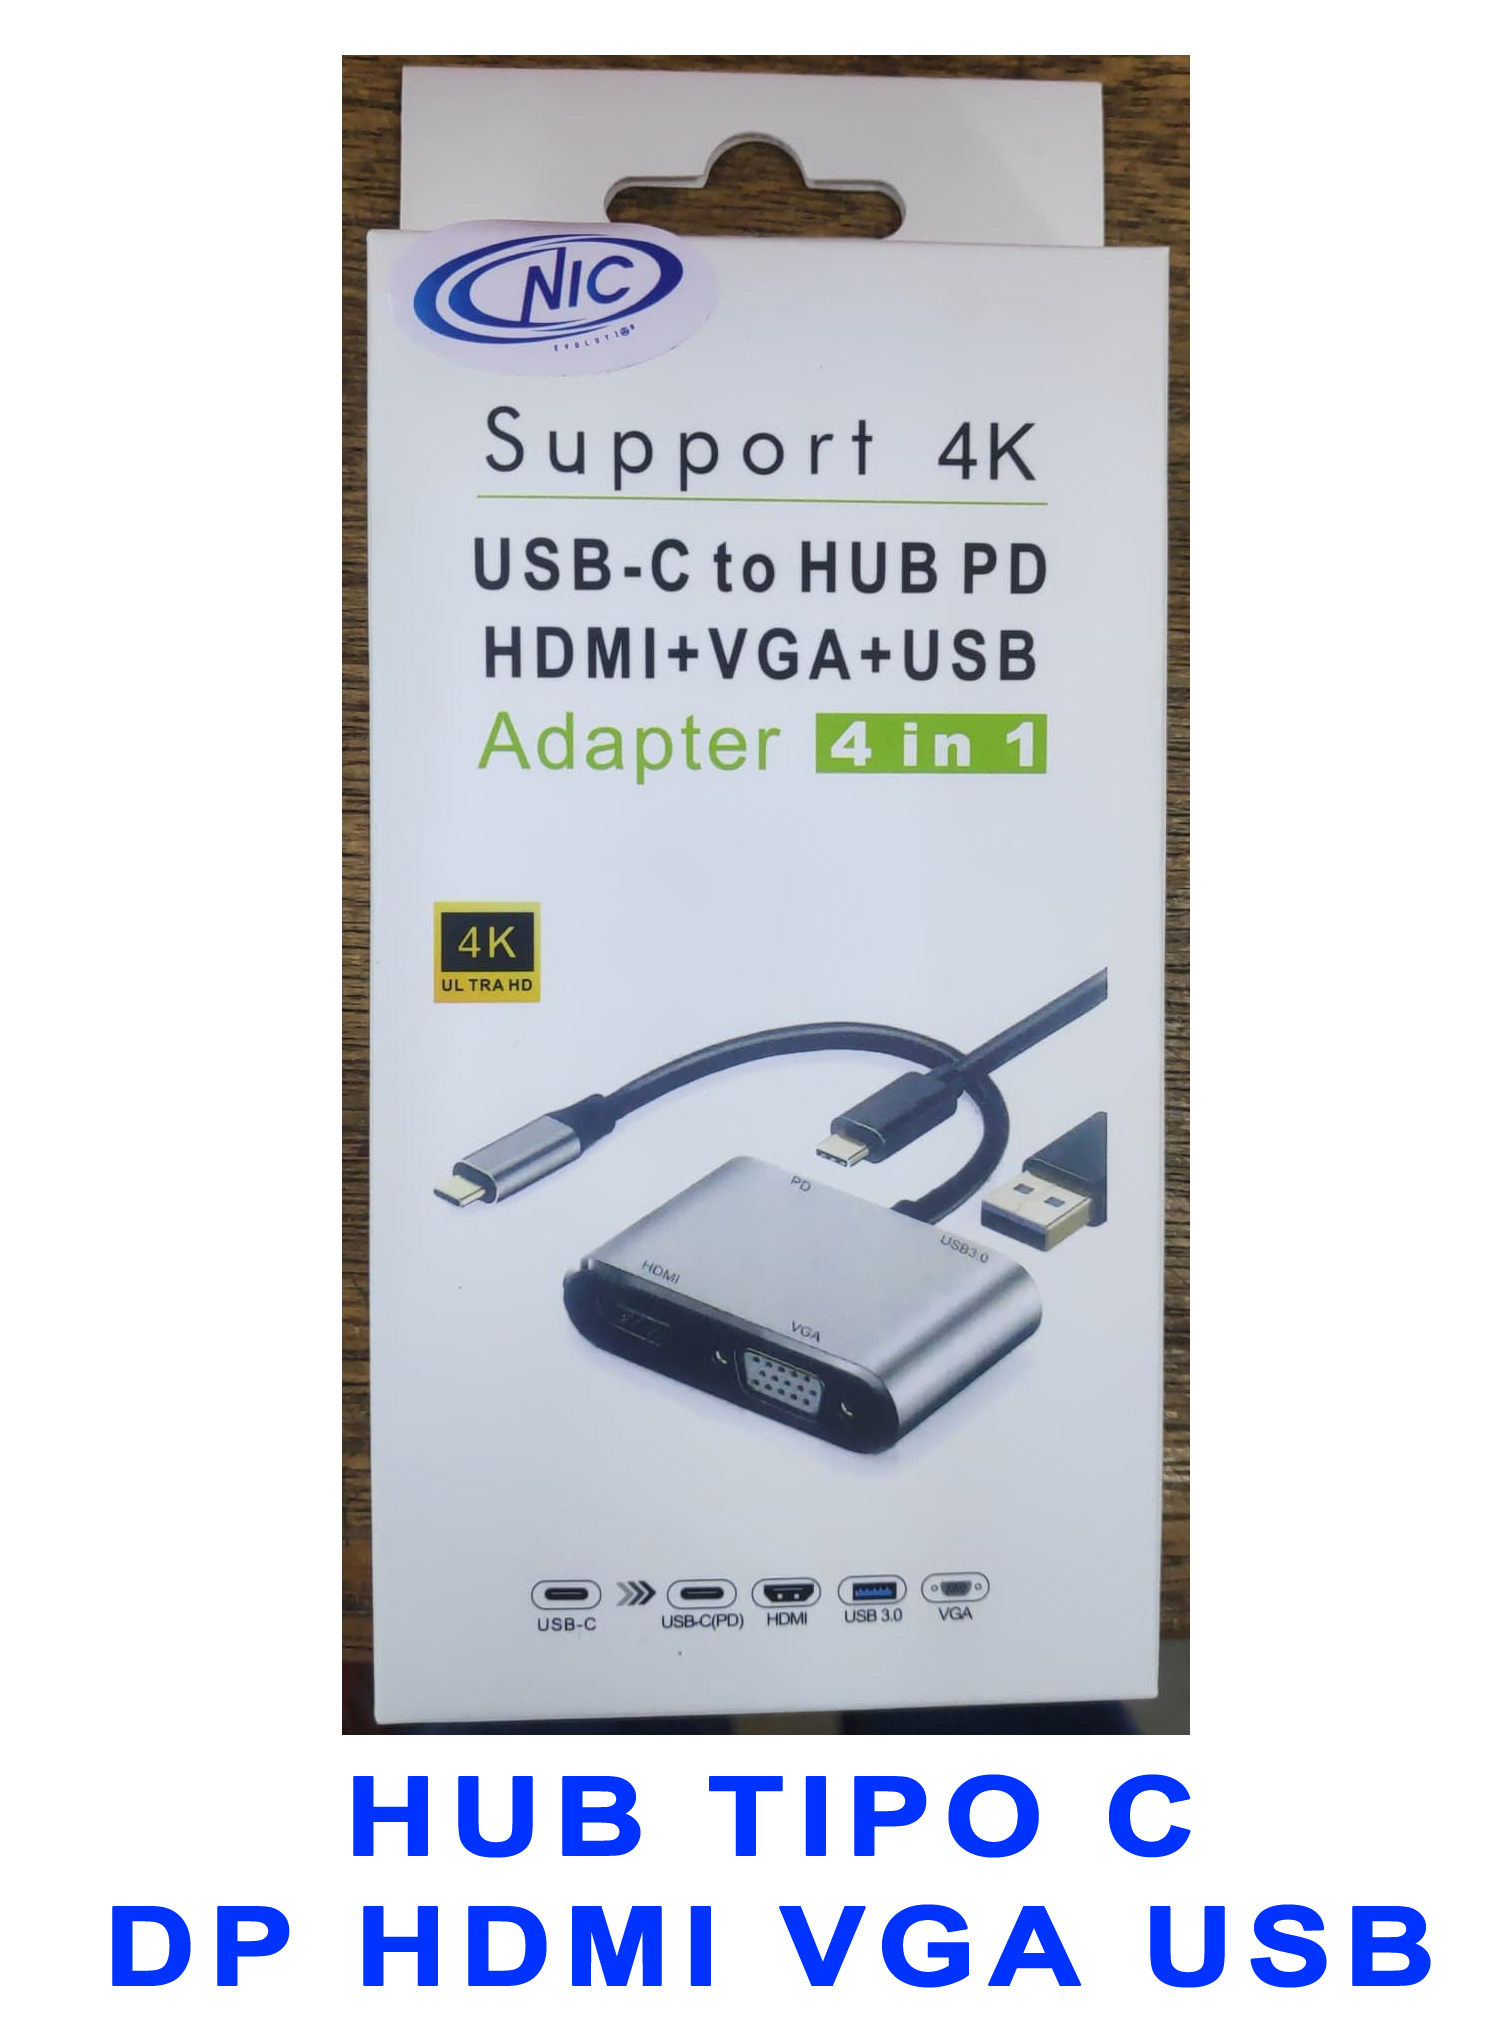 NIC
EVOLUTION
Support 4K
USB-C to HUB PD
HDMI+VGA+USB
Adapter 4 in 1
4K
ULTRA HD
PD
USB3.0
HDMI
VGA
USB-C
USB-C(PD) HDMI USB 3.0 VGA
HUB TIPO C
DP HDMI VGA USB